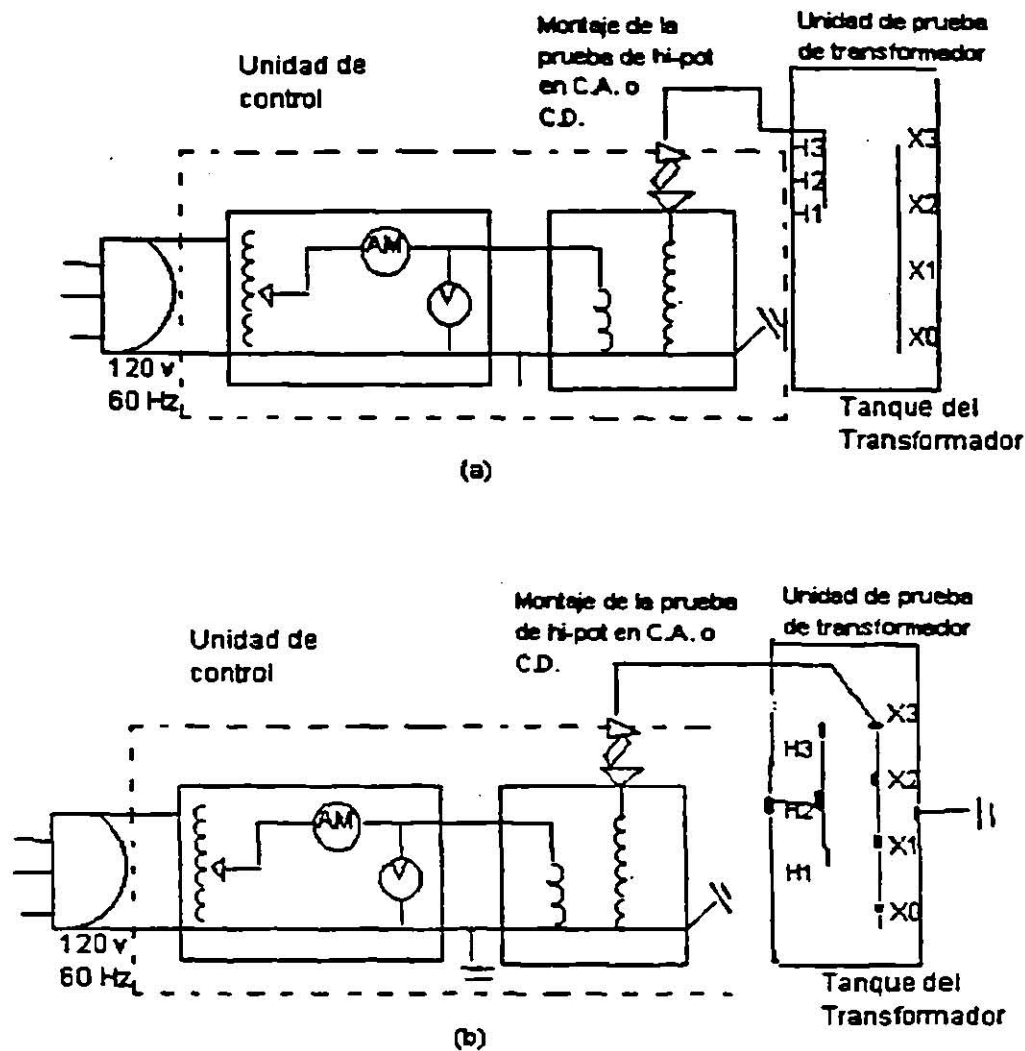 Unidad de
control
Montaje de la
prueba de hi-pot
en C.A. o
C.D.
Unidad de prueba
de transformador
H3
H2
H1
X3
X2
X1
X0
AM
V
120 v
60 Hz
Tanque del
Transformador
(a)
Unidad de
control
Montaje de la prueba
de hi-pot en C.A. o
C.D.
Unidad de prueba
de transformador
H3
H2
H1
X3
X2
X1
X0
AM
V
120 v
60 Hz
Tanque del
Transformador
(b)